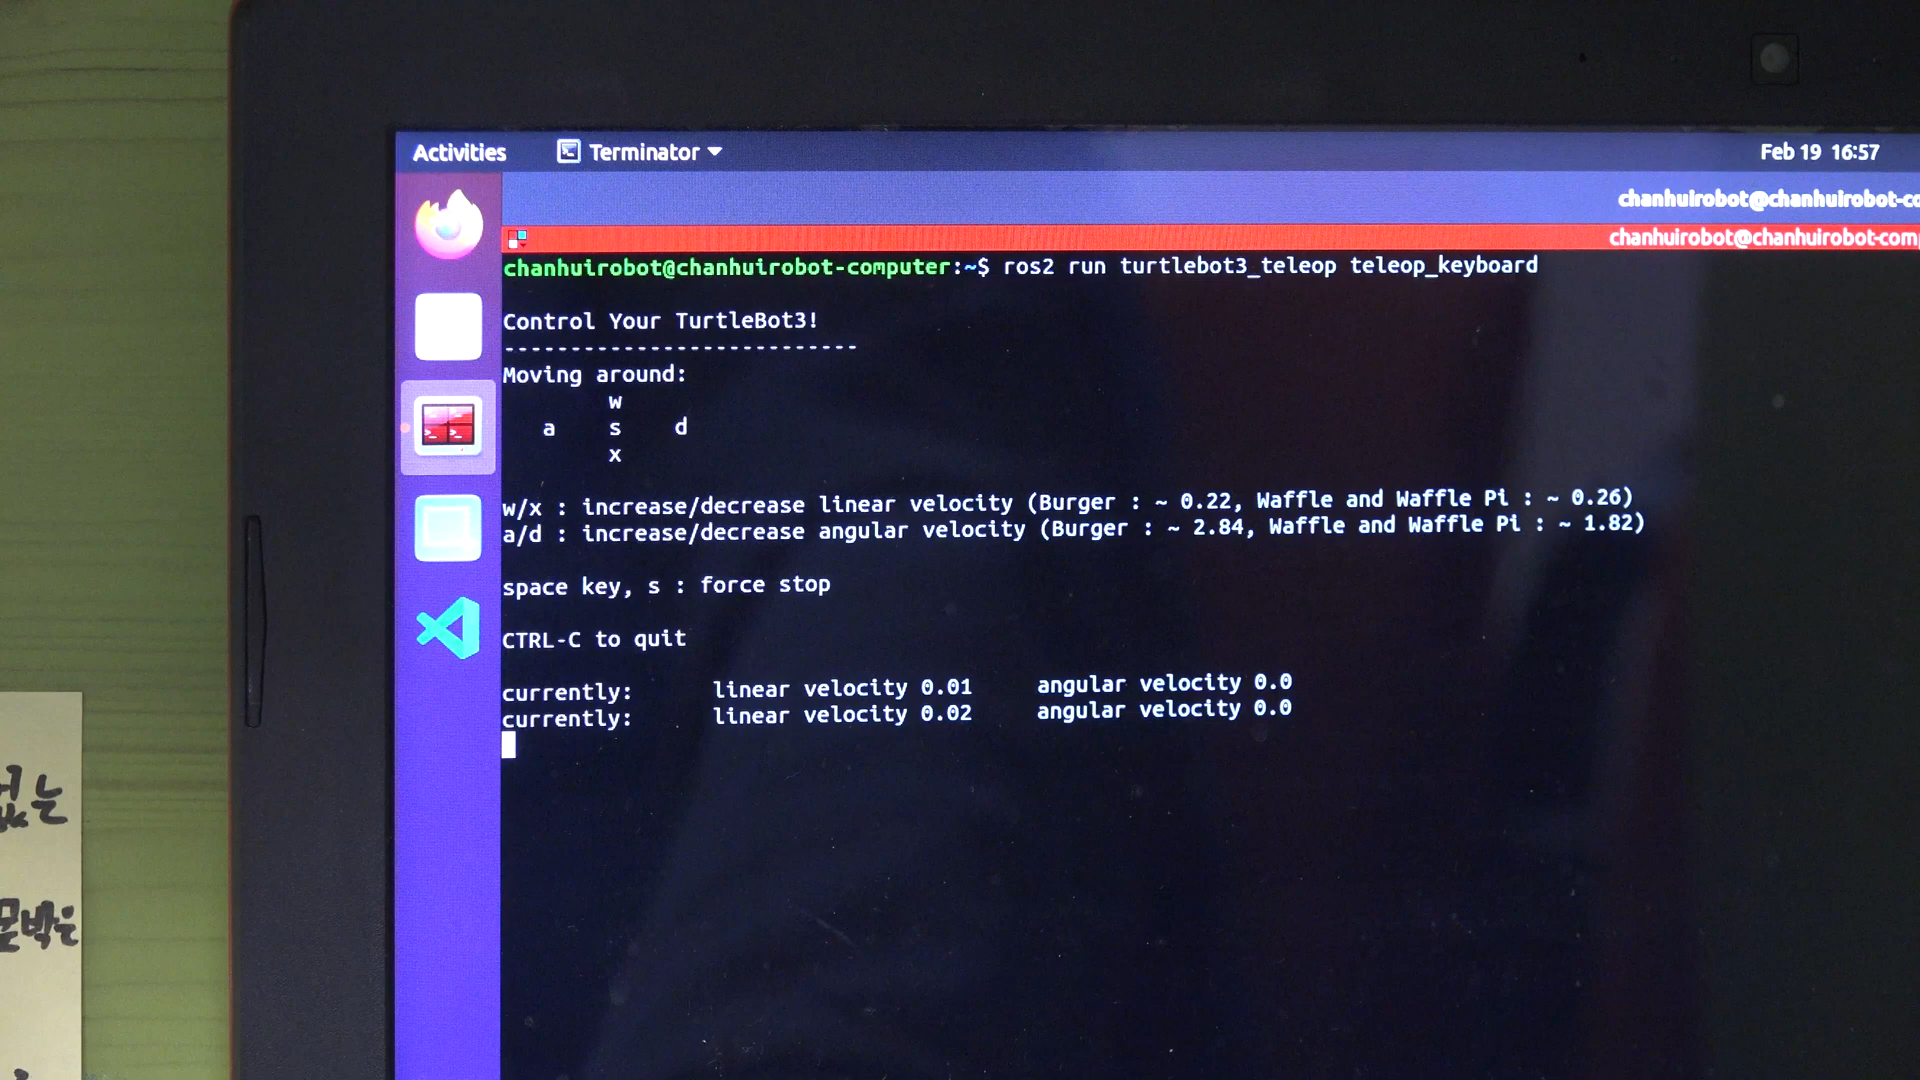 Activities Terminator Feb 19 16:57
chanhuirobot@chanhuirobot-co
chanhuirobot@chanhuirobot-com
chanhuirobot@chanhuirobot-computer:~$ ros2 run turtlebot3_teleop teleop_keyboard
Control Your TurtleBot3!
---------------------------
Moving around:
w
a s d
x
w/x : increase/decrease linear velocity (Burger : ~ 0.22, Waffle and Waffle Pi : ~ 0.26)
a/d : increase/decrease angular velocity (Burger : ~ 2.84, Waffle and Waffle Pi : ~ 1.82)
space key, s : force stop
CTRL-C to quit
currently: linear velocity 0.01 angular velocity 0.0
currently: linear velocity 0.02 angular velocity 0.0
없는